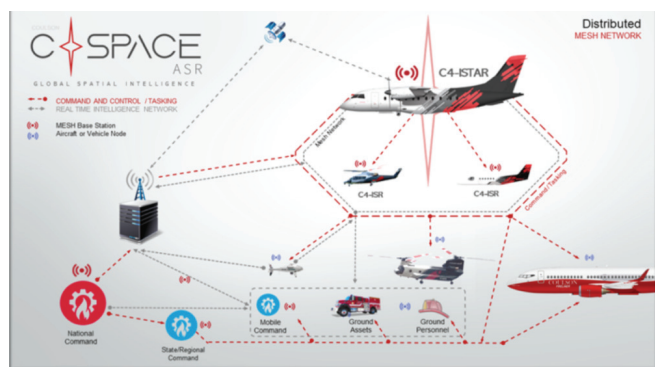 C SPACE
ASR
GLOBAL SPATIAL INTELLIGENCE
Distributed
MESH NETWORK
COMMAND AND CONTROL / TASKING
REAL TIME INTELLIGENCE NETWORK
MESH Base Station
Aircraft or Vehicle Node
C4-ISTAR
Mech Network
C4-ISR
C4-ISR
Command/Tasking
National
Command
State/Regional
Command
Mobile
Command
Ground
Assets
Ground
Personnel